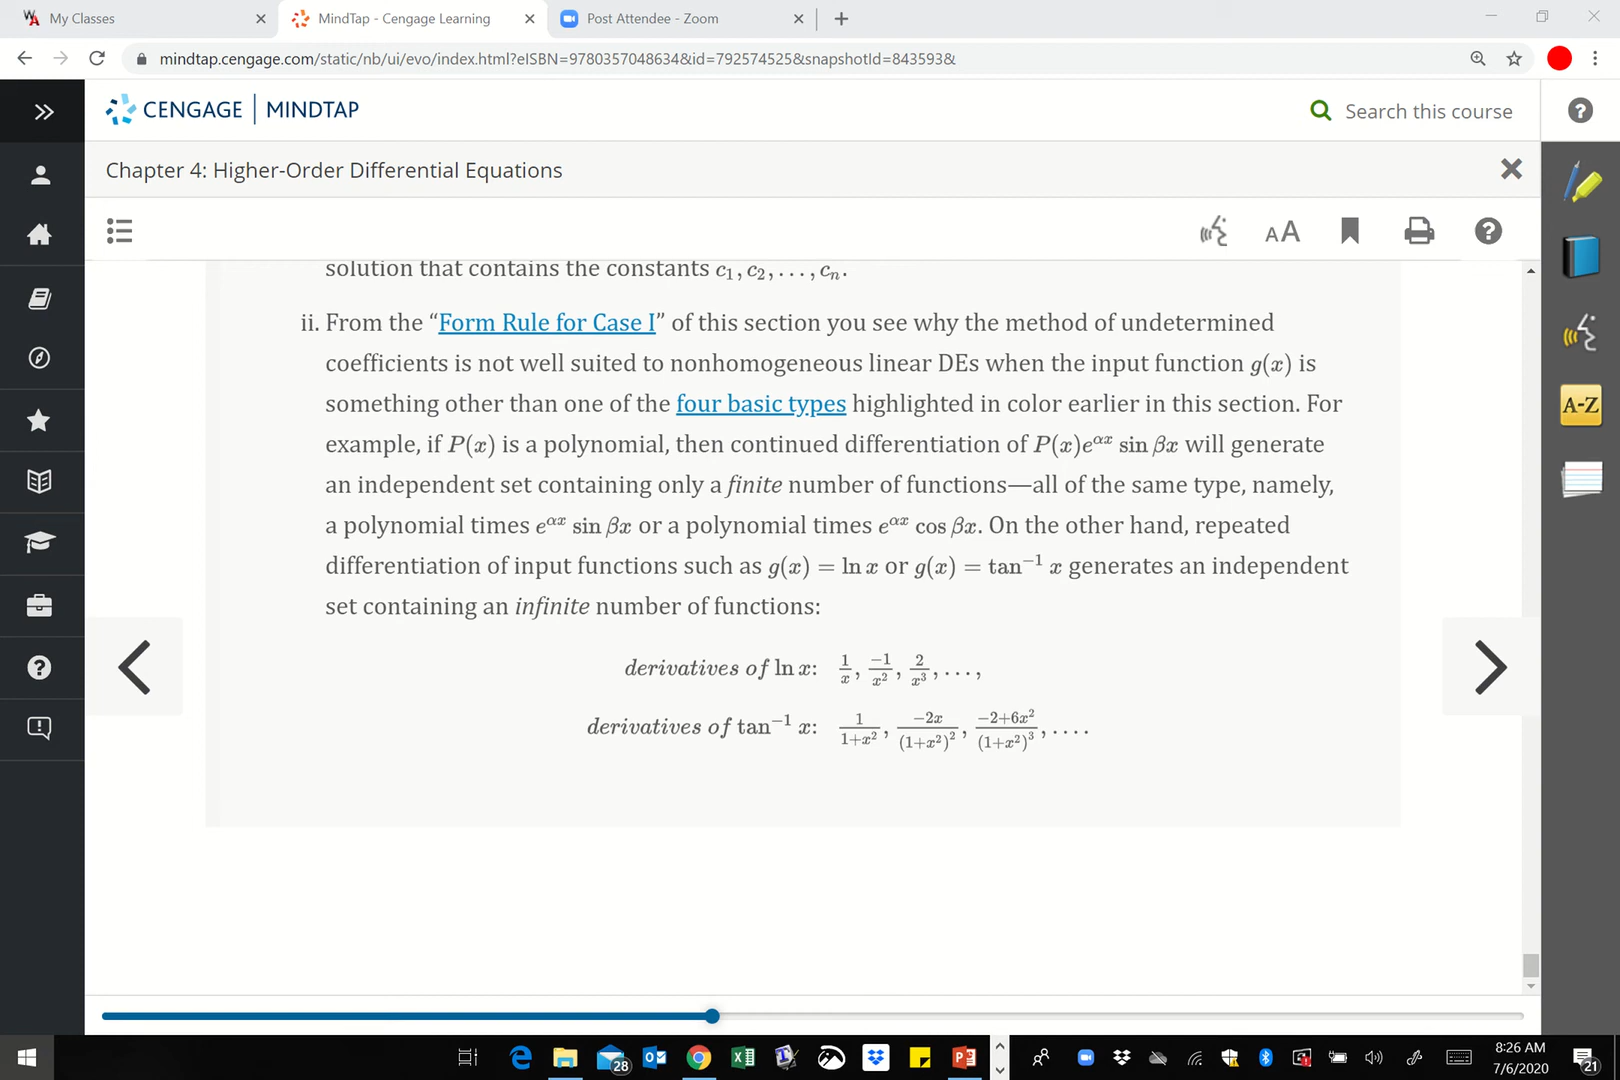 My Classes
MindTap - Cengage Learning
Post Attendee - Zoom
mindtap.cengage.com/static/nb/ui/evo/index.html?eISBN=9780357048634&id=792574525&snapshotId=843593&
CENGAGE | MINDTAP
Search this course
Chapter 4: Higher-Order Differential Equations
AA
A-Z
solution that contains the constants c₁, c₂, . . . , cₙ.
ii. From the “Form Rule for Case I” of this section you see why the method of undetermined
coefficients is not well suited to nonhomogeneous linear DEs when the input function g(x) is
something other than one of the four basic types highlighted in color earlier in this section. For
example, if P(x) is a polynomial, then continued differentiation of P(x)e^{αx} sin βx will generate
an independent set containing only a finite number of functions—all of the same type, namely,
a polynomial times e^{αx} sin βx or a polynomial times e^{αx} cos βx. On the other hand, repeated
differentiation of input functions such as g(x) = ln x or g(x) = tan⁻¹ x generates an independent
set containing an infinite number of functions:
derivatives of ln x: 1/x, -1/x², 2/x³, . . . ,
derivatives of tan⁻¹ x: 1/(1+x²), -2x/(1+x²)², (-2+6x²)/(1+x²)³, . . . .
28
8:26 AM
7/6/2020
21